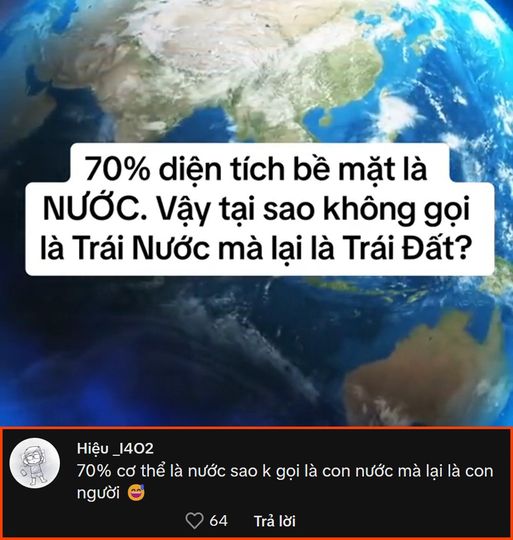 70% diện tích bề mặt là
NƯỚC. Vậy tại sao không gọi
là Trái Nước mà lại là Trái Đất?
Hiệu _l4O2
70% cơ thể là nước sao k gọi là con nước mà lại là con
người 😅
64 Trả lời